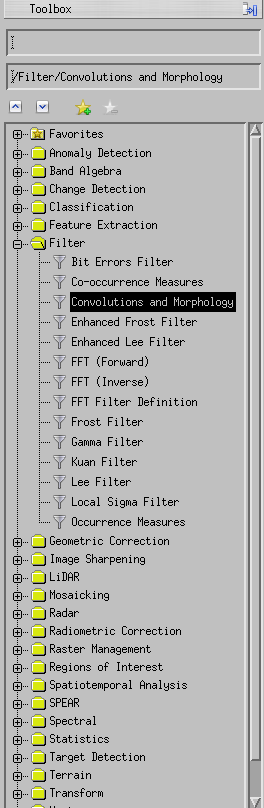 Toolbox
/Filter/Convolutions and Morphology
Favorites
Anomaly Detection
Band Algebra
Change Detection
Classification
Feature Extraction
Filter
Bit Errors Filter
Co-occurrence Measures
Convolutions and Morphology
Enhanced Frost Filter
Enhanced Lee Filter
FFT (Forward)
FFT (Inverse)
FFT Filter Definition
Frost Filter
Gamma Filter
Kuan Filter
Lee Filter
Local Sigma Filter
Occurrence Measures
Geometric Correction
Image Sharpening
LiDAR
Mosaicking
Radar
Radiometric Correction
Raster Management
Regions of Interest
Spatiotemporal Analysis
SPEAR
Spectral
Statistics
Target Detection
Terrain
Transform